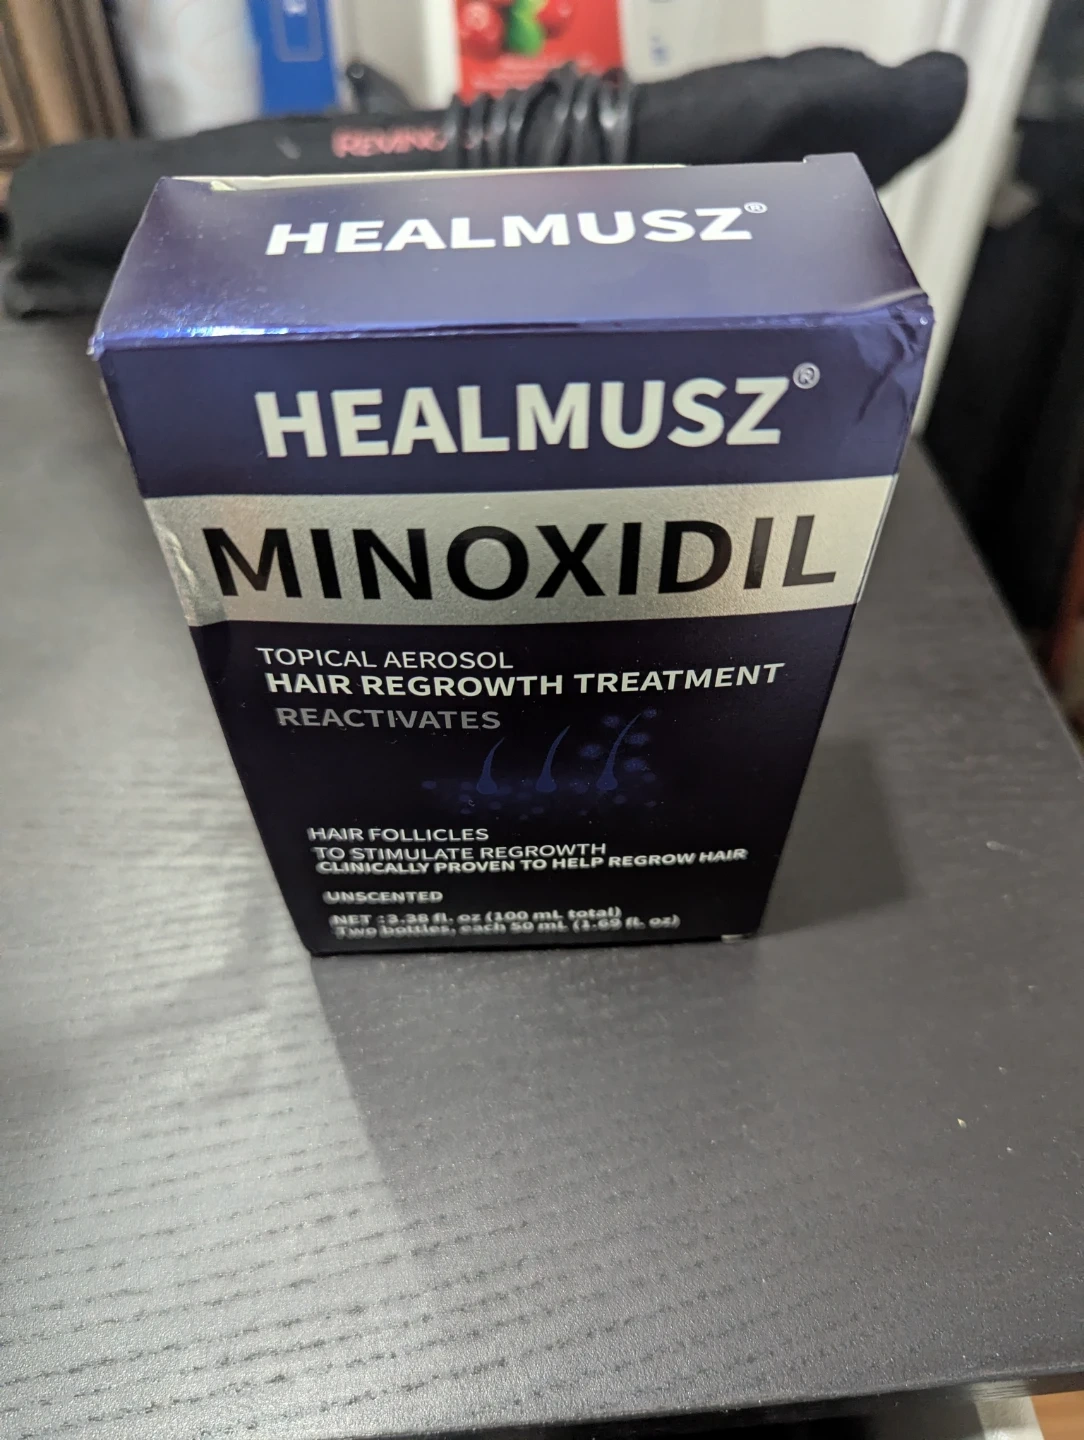 HEALMUSZ®
HEALMUSZ®
MINOXIDIL
TOPICAL AEROSOL
HAIR REGROWTH TREATMENT
REACTIVATES
HAIR FOLLICLES
TO STIMULATE REGROWTH
CLINICALLY PROVEN TO HELP REGROW HAIR
UNSCENTED
NET :3.38 fl. oz (100 mL total)
Two bottles, each 50 mL (1.69 fl. oz)